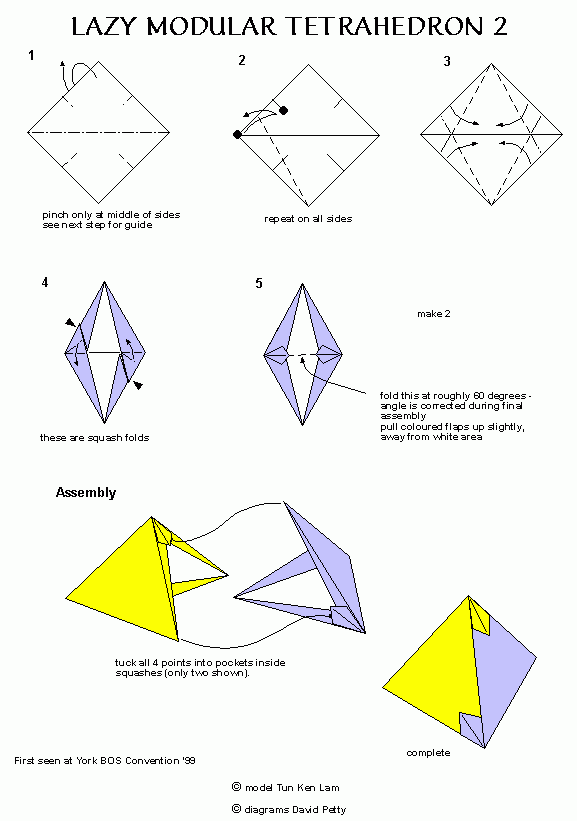 LAZY MODULAR TETRAHEDRON 2
1
2
3
pinch only at middle of sides
see next step for guide
repeat on all sides
4
5
make 2
fold this at roughly 60 degrees -
angle is corrected during final
assembly
pull coloured flaps up slightly,
away from white area
these are squash folds
Assembly
tuck all 4 points into pockets inside
squashes (only two shown).
complete
First seen at York BOS Convention '99
© model Tun Ken Lam
© diagrams David Petty